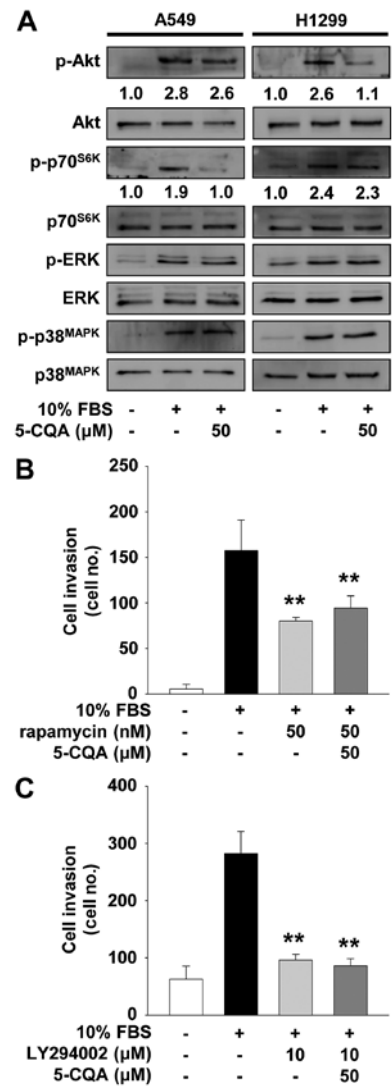 A
A549 H1299
p-Akt
1.0 2.8 2.6 1.0 2.6 1.1
Akt
p-p70S6K
1.0 1.9 1.0 1.0 2.4 2.3
p70S6K
p-ERK
ERK
p-p38MAPK
p38MAPK
10% FBS - + + - + +
5-CQA (μM) - - 50 - - 50
B
250
200
150
100
50
0
Cell invasion
(cell no.)
** **
10% FBS - + + +
rapamycin (nM) - - 50 50
5-CQA (μM) - - - 50
C
400
300
200
100
0
Cell invasion
(cell no.)
** **
10% FBS - + + +
LY294002 (μM) - - 10 10
5-CQA (μM) - - - 50